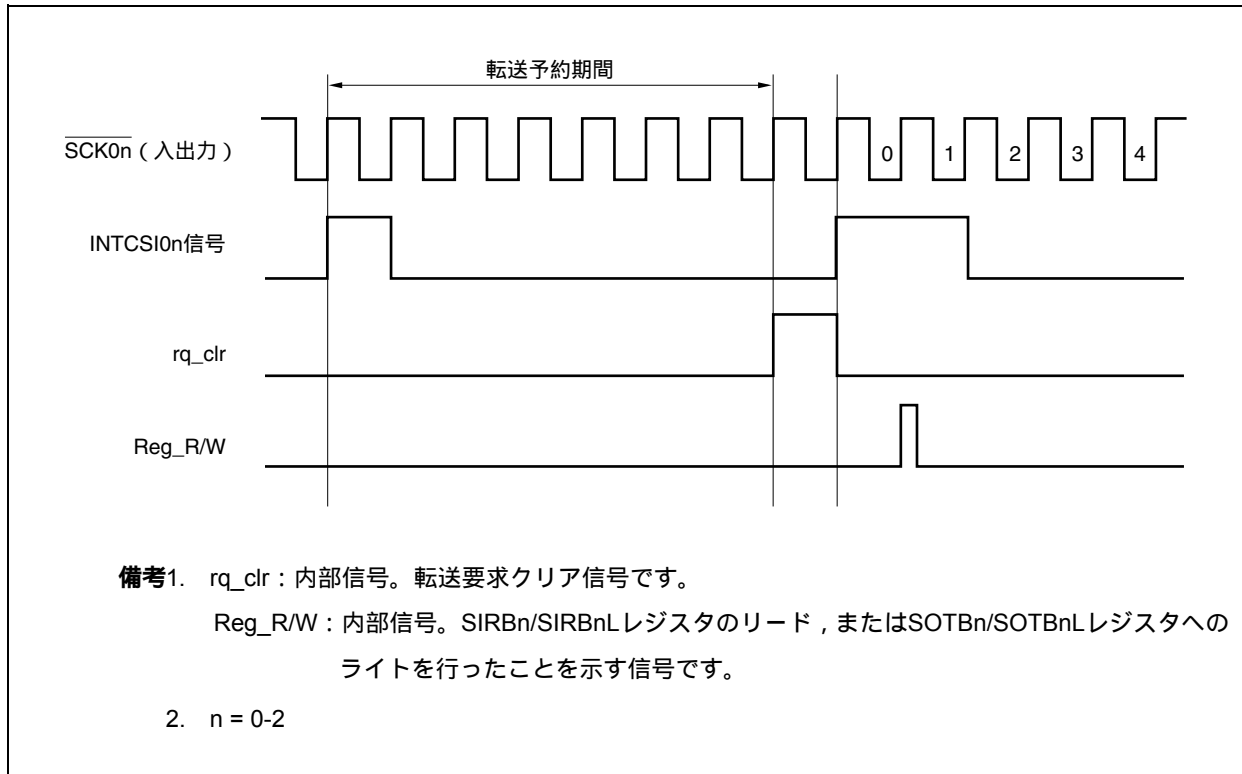 転送予約期間
SCK0n（入出力）
0 1 2 3 4
INTCSI0n信号
rq_clr
Reg_R/W
備考1. rq_clr：内部信号。転送要求クリア信号です。
Reg_R/W：内部信号。SIRBn/SIRBnLレジスタのリード，またはSOTBn/SOTBnLレジスタへの
ライトを行ったことを示す信号です。
2. n = 0-2